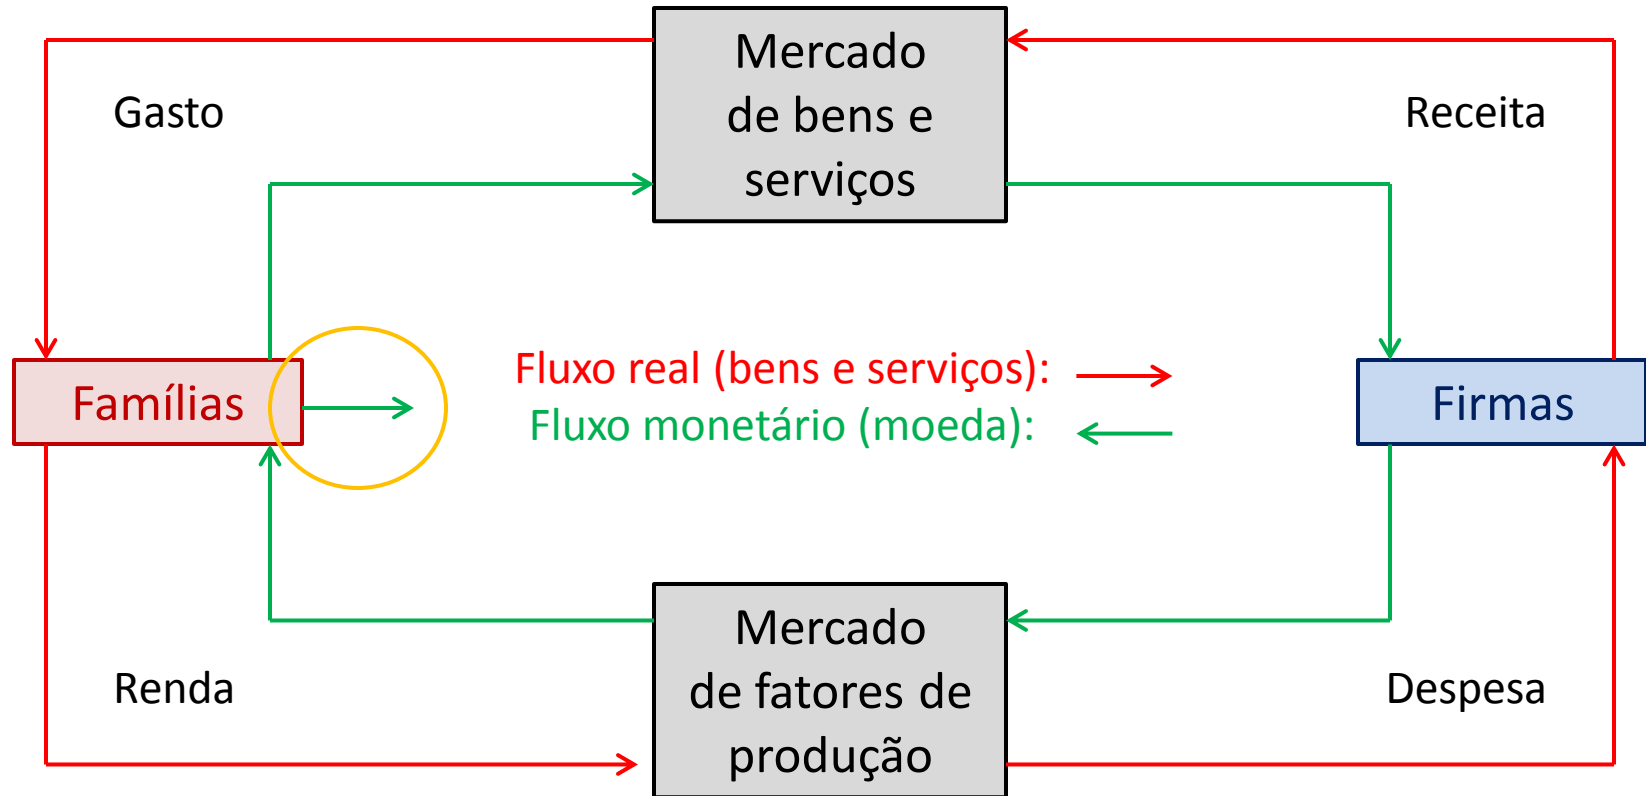 Mercado
de bens e
serviços
Gasto
Receita
Famílias
Fluxo real (bens e serviços):
Fluxo monetário (moeda):
Firmas
Mercado
de fatores de
produção
Renda
Despesa